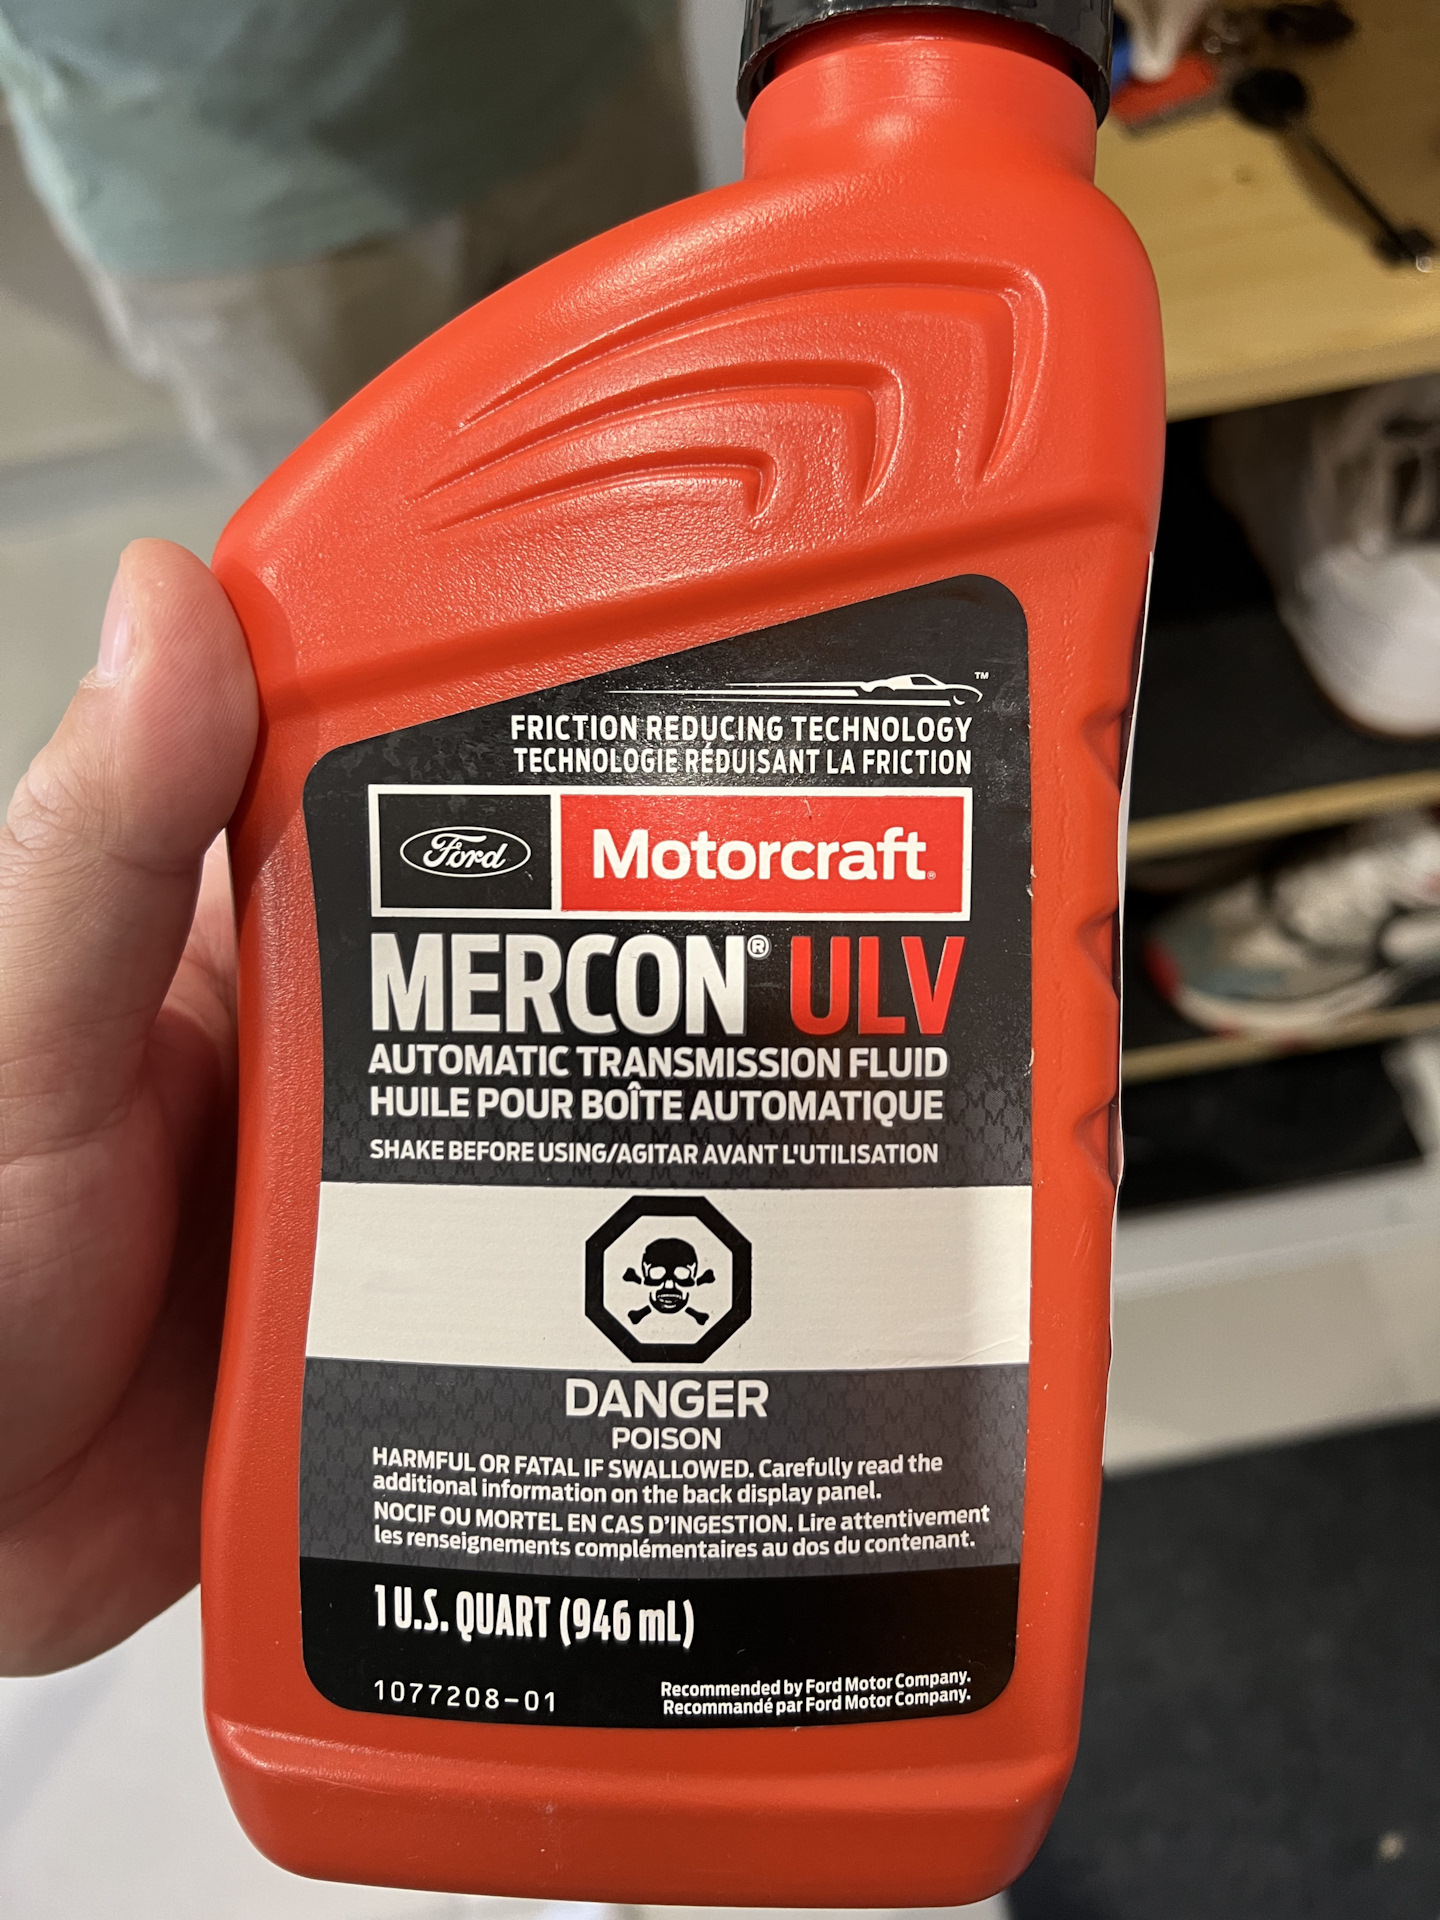 ™
FRICTION REDUCING TECHNOLOGY
TECHNOLOGIE RÉDUISANT LA FRICTION
Ford Motorcraft®
MERCON® ULV
AUTOMATIC TRANSMISSION FLUID
HUILE POUR BOÎTE AUTOMATIQUE
SHAKE BEFORE USING/AGITAR AVANT L'UTILISATION
DANGER
POISON
HARMFUL OR FATAL IF SWALLOWED. Carefully read the
additional information on the back display panel.
NOCIF OU MORTEL EN CAS D'INGESTION. Lire attentivement
les renseignements complémentaires au dos du contenant.
1 U.S. QUART (946 mL)
1077208-01
Recommended by Ford Motor Company.
Recommandé par Ford Motor Company.